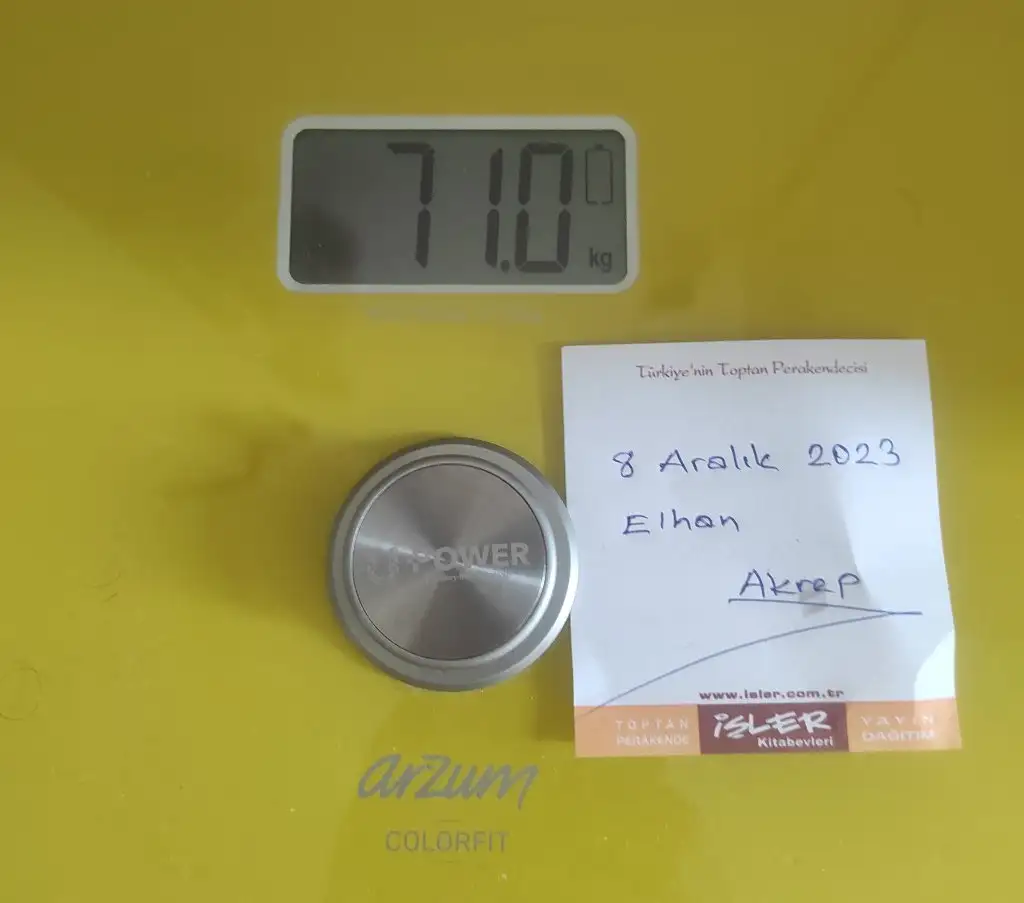 71.0
kg
Türkiye'nin Toptan Perakendecisi
8 Aralık 2023
Elhan
Akrep
POWER
www.isler.com.tr
TOPTAN
PERAKENDE
İŞLER
Kitabevleri
YAYIN
DAĞITIM
arzum
COLORFIT